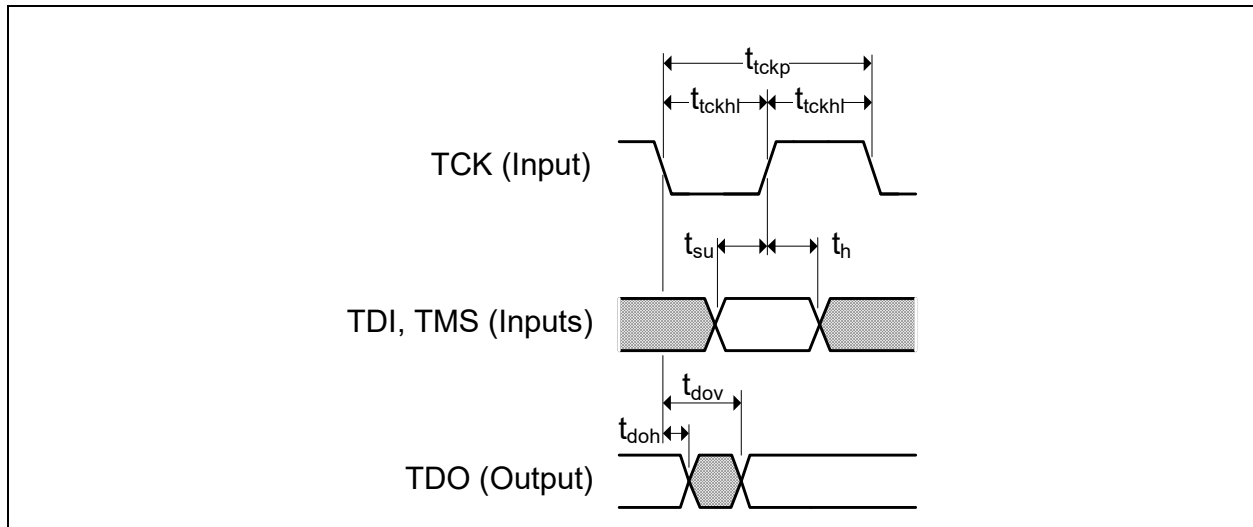 t_tckp
t_tckhl t_tckhl
TCK (Input)
t_su t_h
TDI, TMS (Inputs)
t_dov
t_doh
TDO (Output)